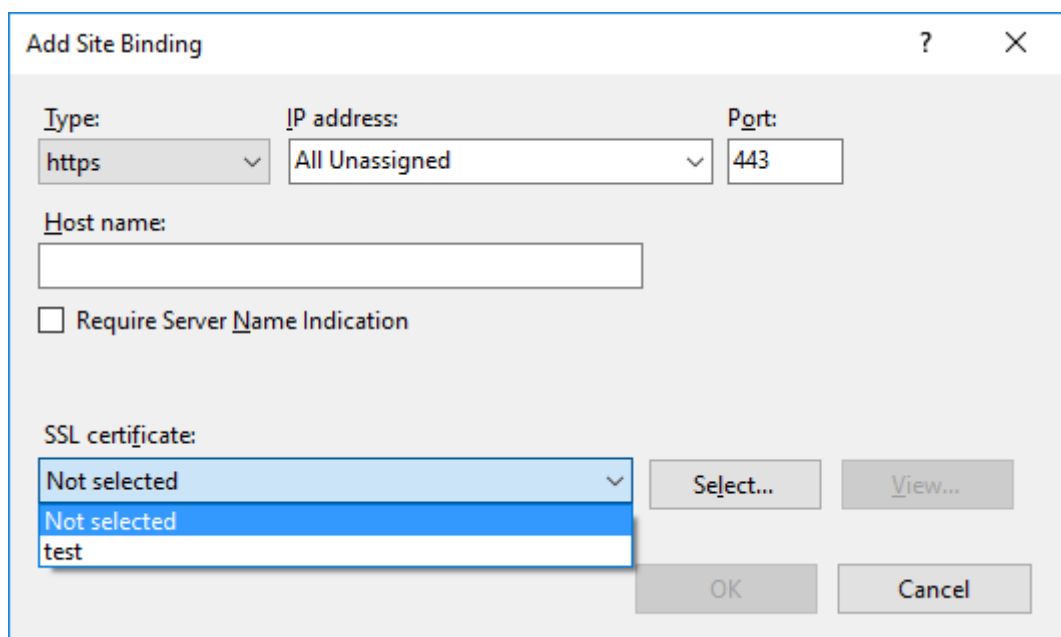 Add Site Binding ?
Type: IP address: Port:
https All Unassigned 443
Host name:
Require Server Name Indication
SSL certificate:
Not selected Select... View...
Not selected
test
OK Cancel